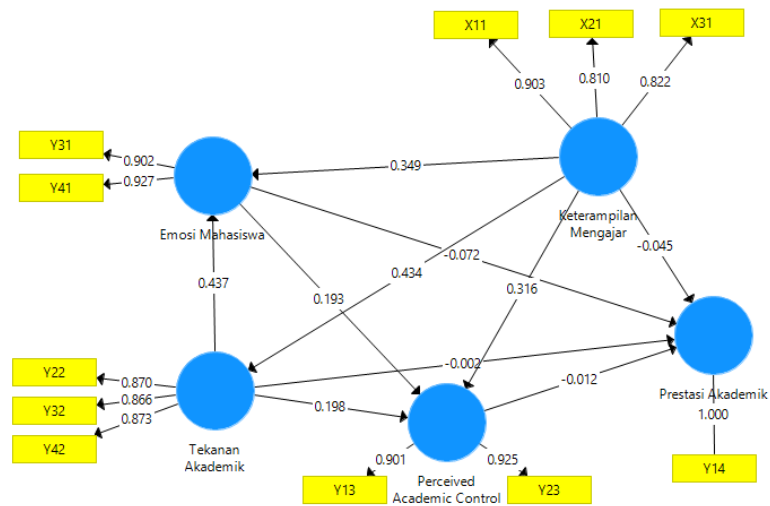 X11
X21
X31
0.903
0.810
0.822
Y31
Y41
0.902
0.927
0.349
Emosi Mahasiswa
Keterampilan
Mengajar
0.437
0.434
-0.072
-0.045
0.193
0.316
Y22
Y32
Y42
0.870
0.866
0.873
-0.002
0.198
-0.012
Tekanan
Akademik
Prestasi Akademik
1.000
0.901
0.925
Perceived
Academic Control
Y13
Y23
Y14